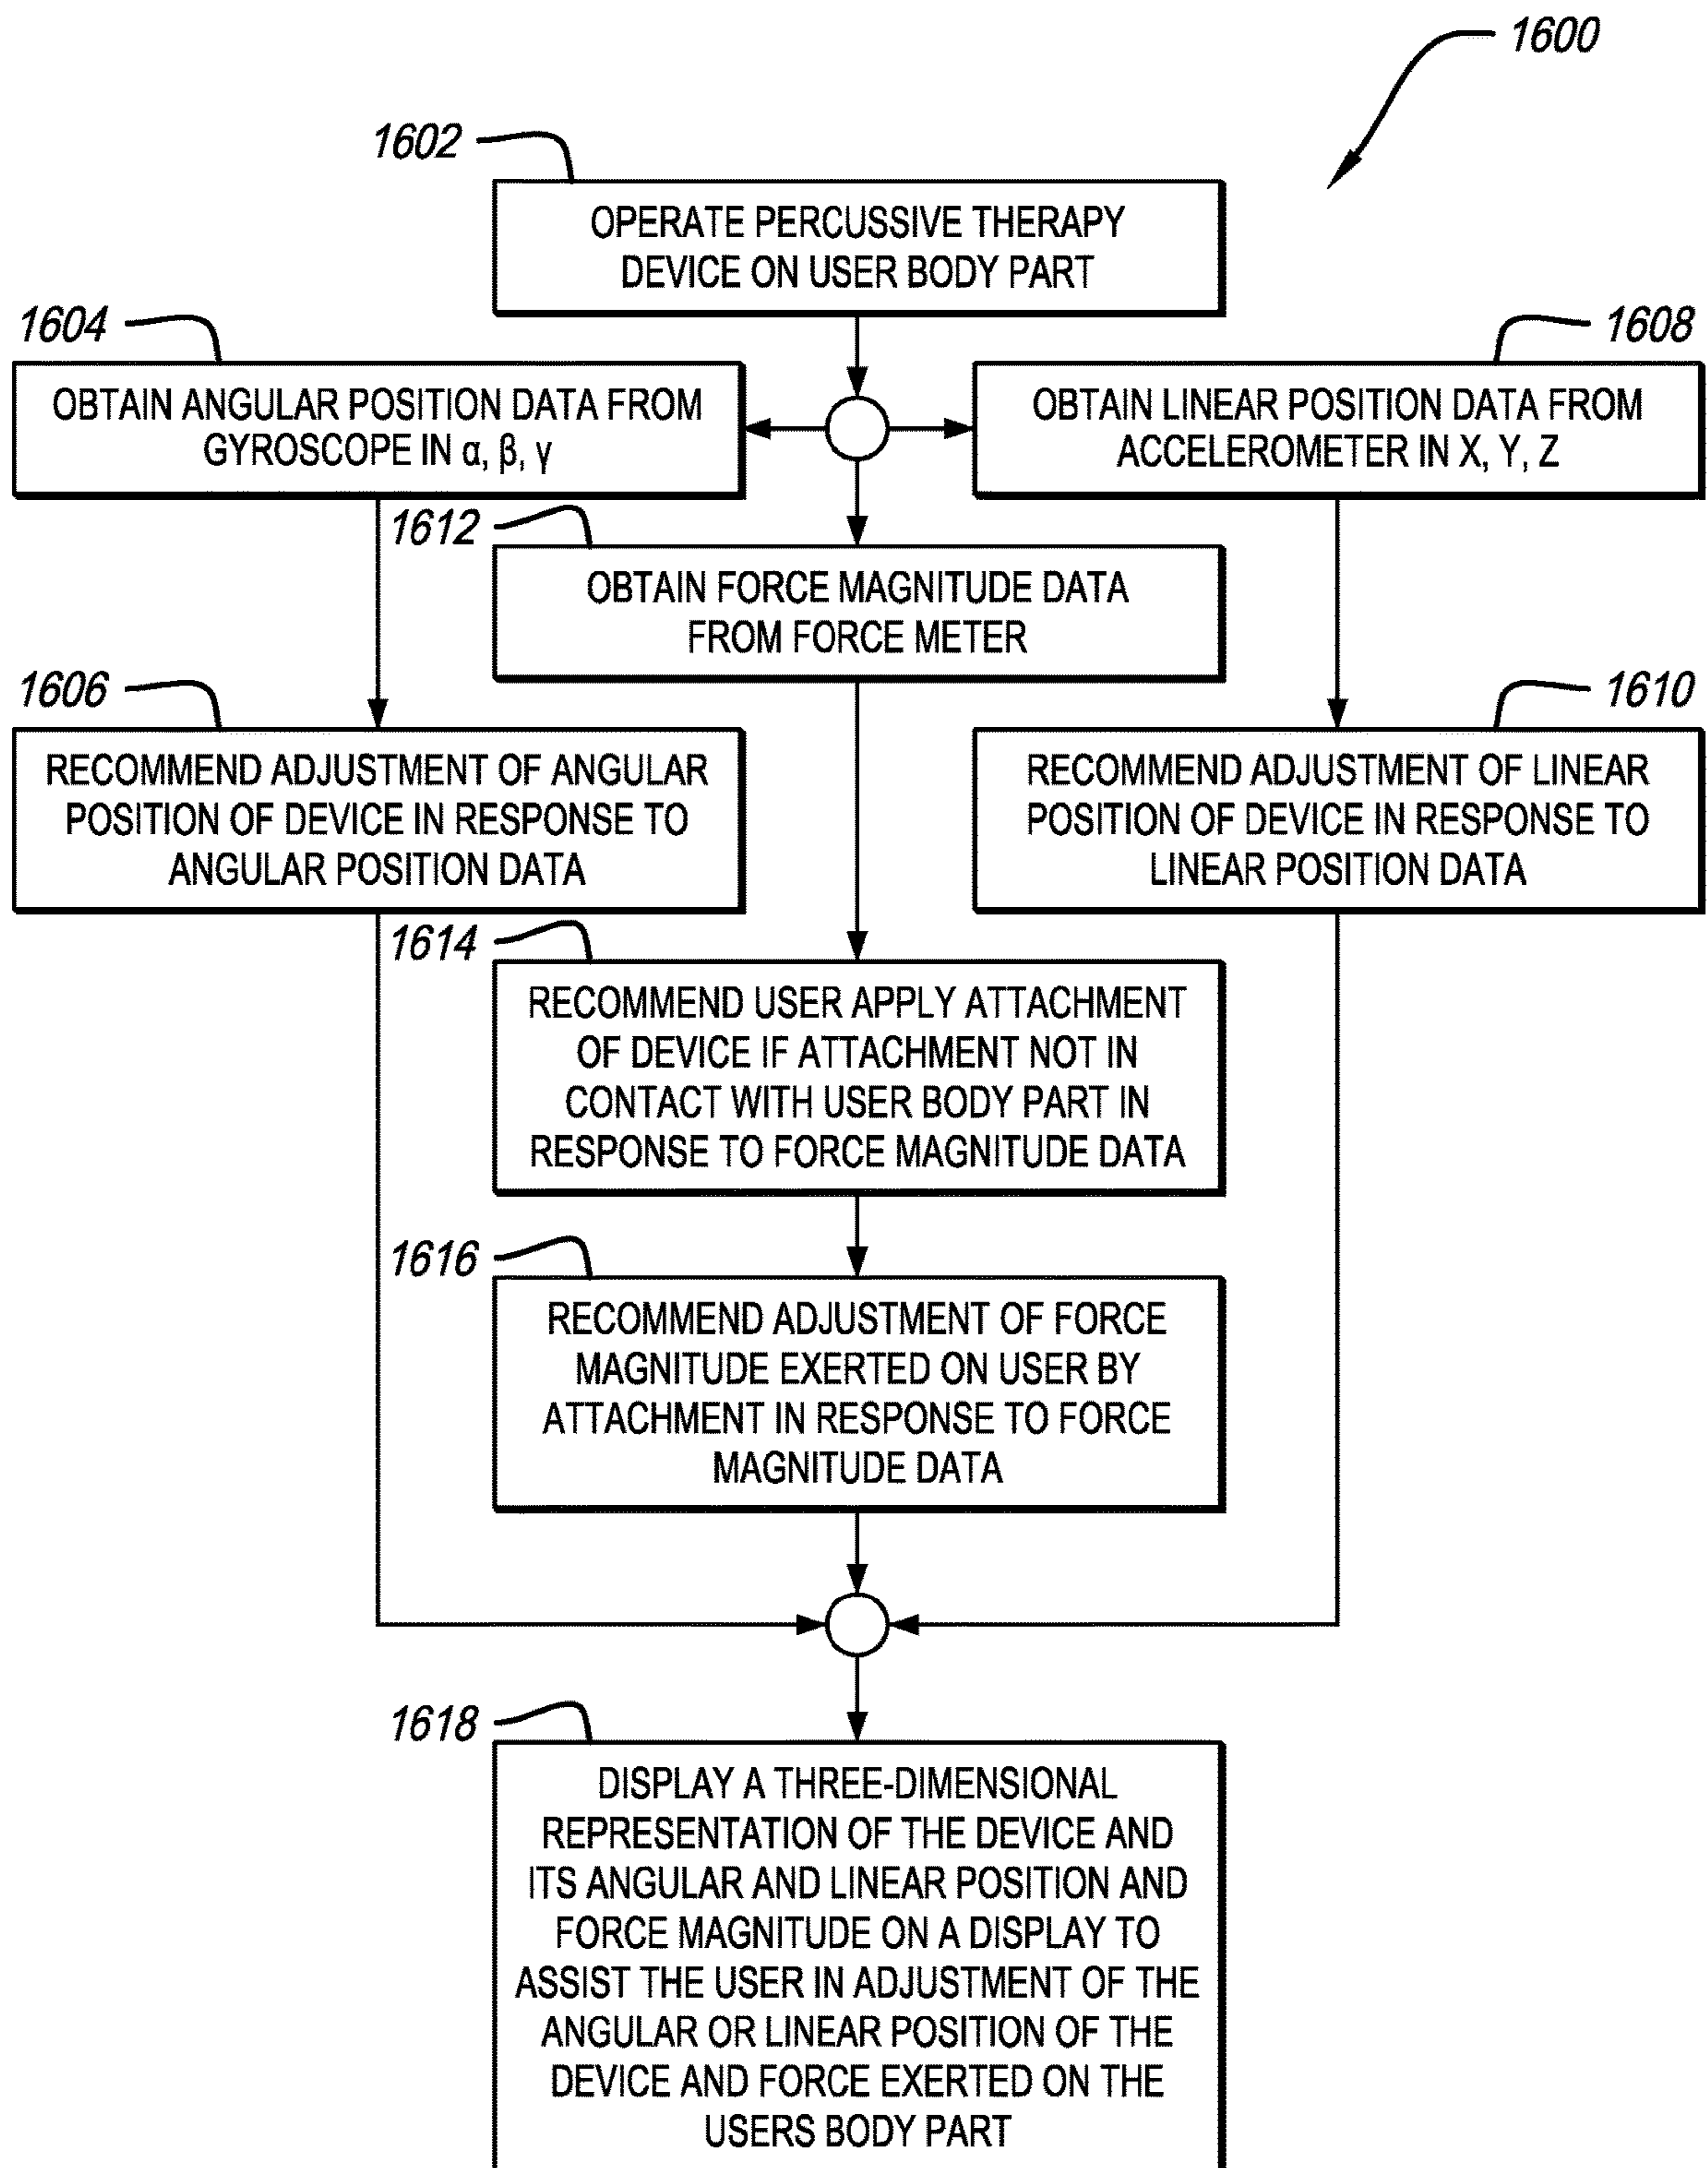 1600
1602
OPERATE PERCUSSIVE THERAPY
DEVICE ON USER BODY PART
1604
OBTAIN ANGULAR POSITION DATA FROM
GYROSCOPE IN α, β, γ
1608
OBTAIN LINEAR POSITION DATA FROM
ACCELEROMETER IN X, Y, Z
1612
OBTAIN FORCE MAGNITUDE DATA
FROM FORCE METER
1606
RECOMMEND ADJUSTMENT OF ANGULAR
POSITION OF DEVICE IN RESPONSE TO
ANGULAR POSITION DATA
1610
RECOMMEND ADJUSTMENT OF LINEAR
POSITION OF DEVICE IN RESPONSE TO
LINEAR POSITION DATA
1614
RECOMMEND USER APPLY ATTACHMENT
OF DEVICE IF ATTACHMENT NOT IN
CONTACT WITH USER BODY PART IN
RESPONSE TO FORCE MAGNITUDE DATA
1616
RECOMMEND ADJUSTMENT OF FORCE
MAGNITUDE EXERTED ON USER BY
ATTACHMENT IN RESPONSE TO FORCE
MAGNITUDE DATA
1618
DISPLAY A THREE-DIMENSIONAL
REPRESENTATION OF THE DEVICE AND
ITS ANGULAR AND LINEAR POSITION AND
FORCE MAGNITUDE ON A DISPLAY TO
ASSIST THE USER IN ADJUSTMENT OF THE
ANGULAR OR LINEAR POSITION OF THE
DEVICE AND FORCE EXERTED ON THE
USERS BODY PART